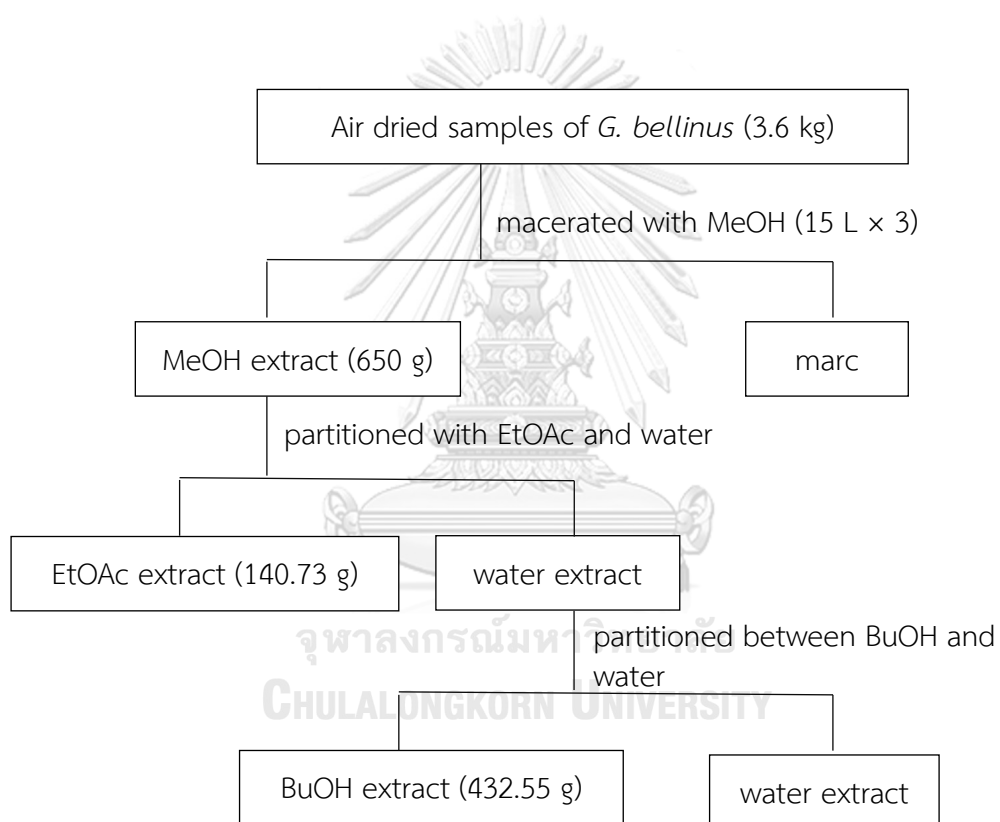 Air dried samples of G. bellinus (3.6 kg)
macerated with MeOH (15 L × 3)
MeOH extract (650 g)
marc
partitioned with EtOAc and water
EtOAc extract (140.73 g)
water extract
จุฬาลงกรณ์มหาวิทยาลัย
partitioned between BuOH and
water
CHULALONGKORN UNIVERSITY
BuOH extract (432.55 g)
water extract